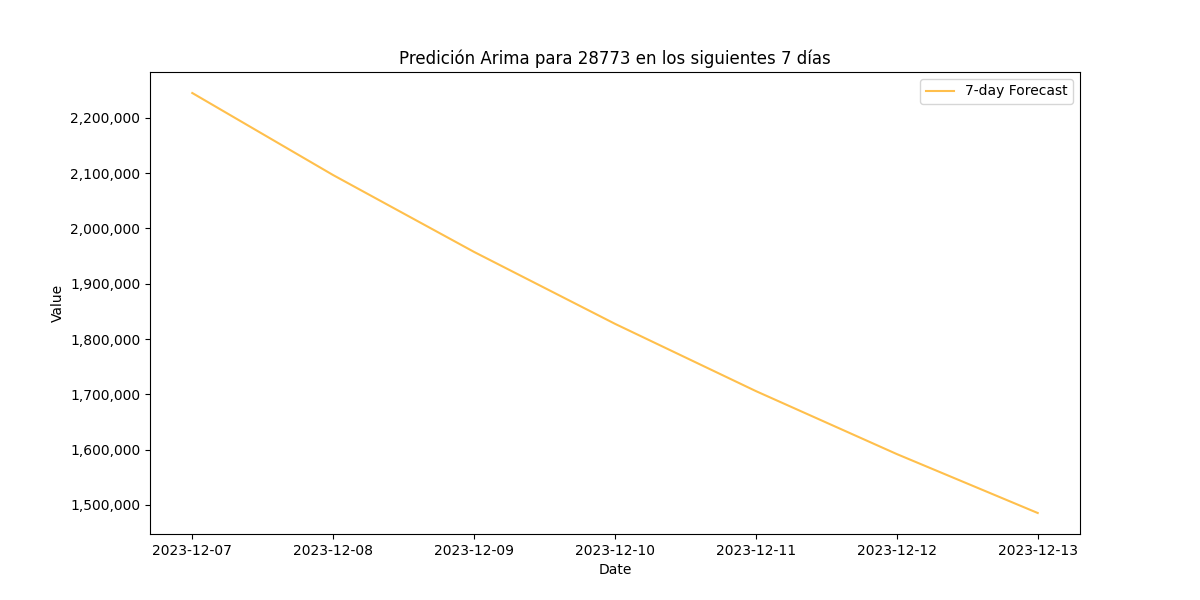 Predición Arima para 28773 en los siguientes 7 días
7-day Forecast
2,200,000
2,100,000
2,000,000
1,900,000
1,800,000
1,700,000
1,600,000
1,500,000
Value
2023-12-07 2023-12-08 2023-12-09 2023-12-10 2023-12-11 2023-12-12 2023-12-13
Date